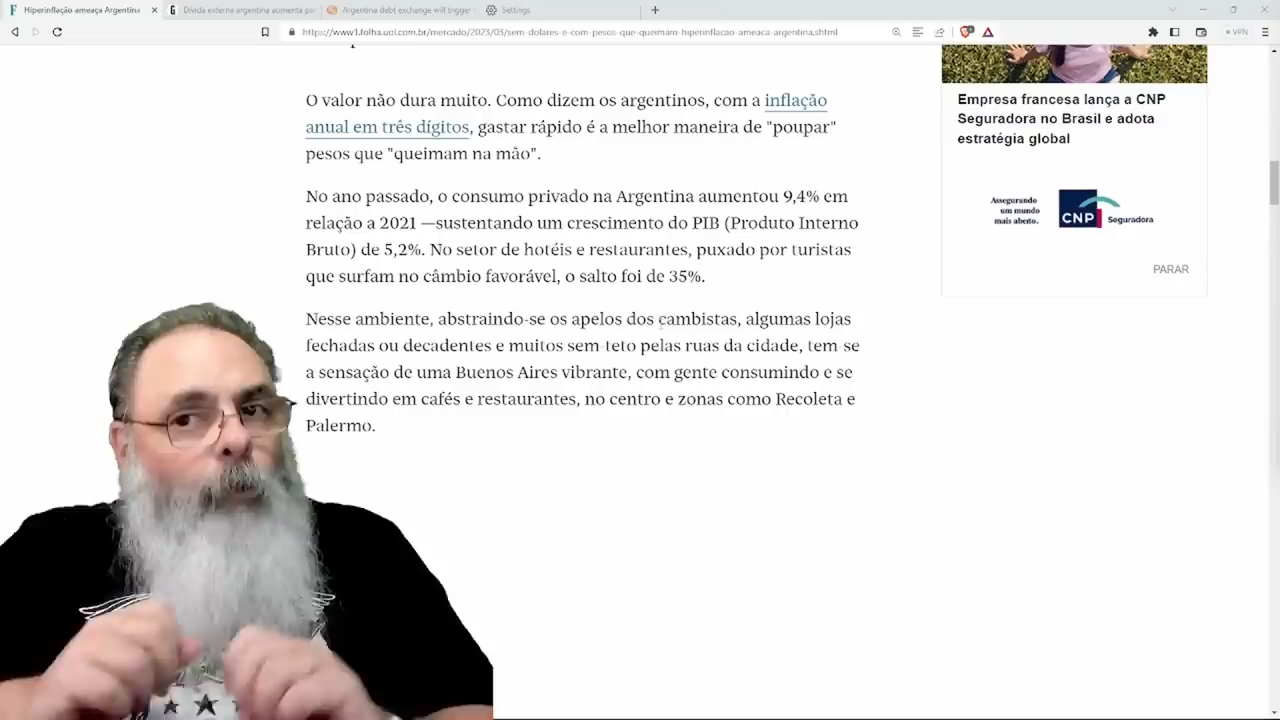 Hiperinflação ameaça Argentina
Dívida externa argentina aumenta pa
Argentina debt exchange will trigger
Settings
https://www1.folha.uol.com.br/mercado/2023/03/sem-dolares-e-com-pesos-que-queimam-hiperinflacao-ameaca-argentina.shtml
VPN
O valor não dura muito. Como dizem os argentinos, com a inflação
anual em três dígitos, gastar rápido é a melhor maneira de "poupar"
pesos que "queimam na mão".
No ano passado, o consumo privado na Argentina aumentou 9,4% em
relação a 2021 —sustentando um crescimento do PIB (Produto Interno
Bruto) de 5,2%. No setor de hotéis e restaurantes, puxado por turistas
que surfam no câmbio favorável, o salto foi de 35%.
Nesse ambiente, abstraindo-se os apelos dos cambistas, algumas lojas
fechadas ou decadentes e muitos sem-teto pelas ruas da cidade, tem-se
a sensação de uma Buenos Aires vibrante, com gente consumindo e se
divertindo em cafés e restaurantes, no centro e zonas como Recoleta e
Palermo.
Empresa francesa lança a CNP
Seguradora no Brasil e adota
estratégia global
Assegurando
um mundo
mais aberto.
CNP Seguradora
PARAR